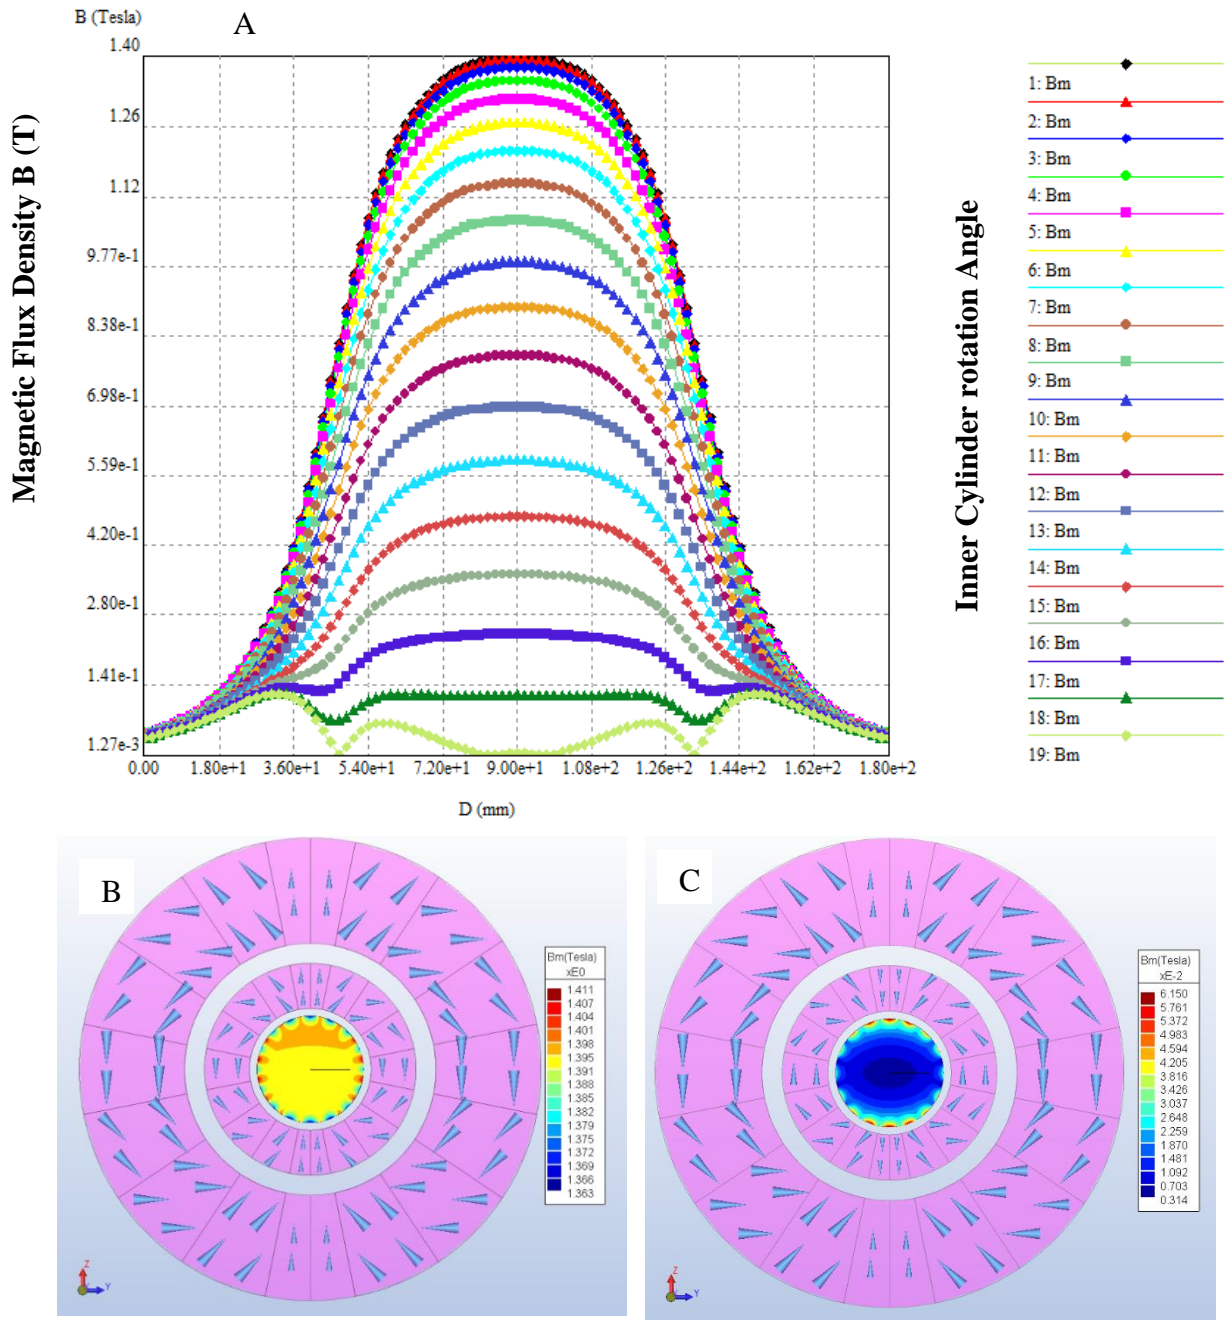 B (Tesla)
A
1.40
1.26
1.12
9.77e-1
8.38e-1
6.98e-1
5.59e-1
4.20e-1
2.80e-1
1.41e-1
1.27e-3
0.00 1.80e+1 3.60e+1 5.40e+1 7.20e+1 9.00e+1 1.08e+2 1.26e+2 1.44e+2 1.62e+2 1.80e+2
D (mm)
Magnetic Flux Density B (T)
Inner Cylinder rotation Angle
1: Bm
2: Bm
3: Bm
4: Bm
5: Bm
6: Bm
7: Bm
8: Bm
9: Bm
10: Bm
11: Bm
12: Bm
13: Bm
14: Bm
15: Bm
16: Bm
17: Bm
18: Bm
19: Bm
B
Bm(Tesla)
xE0
1.411
1.407
1.404
1.401
1.398
1.395
1.391
1.388
1.385
1.382
1.379
1.375
1.372
1.369
1.366
1.363
Z
Y
C
Bm(Tesla)
xE-2
6.150
5.761
5.372
4.983
4.594
4.205
3.816
3.426
3.037
2.648
2.259
1.870
1.481
1.092
0.703
0.314
Z
Y